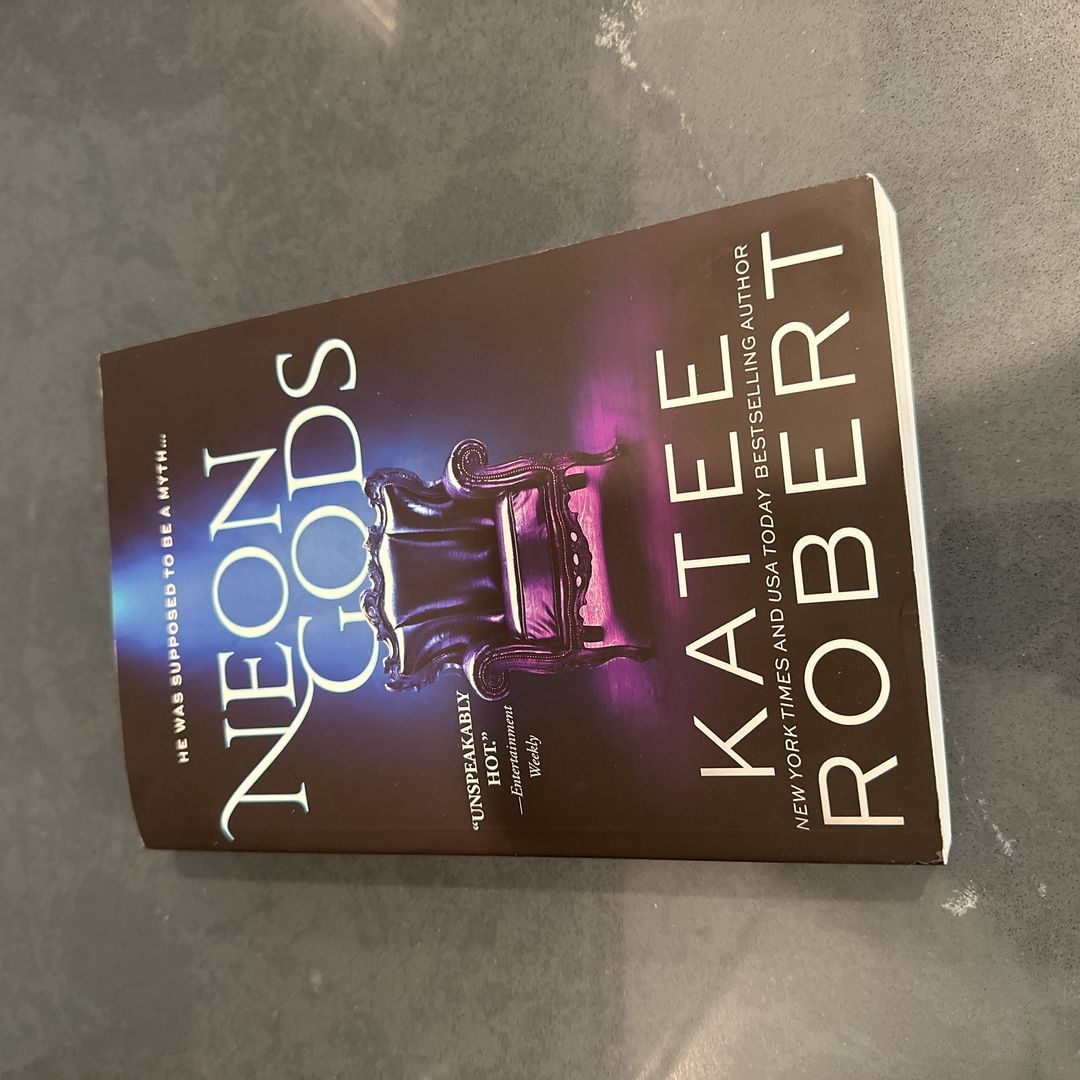 HE WAS SUPPOSED TO BE A MYTH...
NEON
GODS
“UNSPEAKABLY
HOT.”
—Entertainment
Weekly
KATEE
NEW YORK TIMES AND USA TODAY BESTSELLING AUTHOR
ROBERT